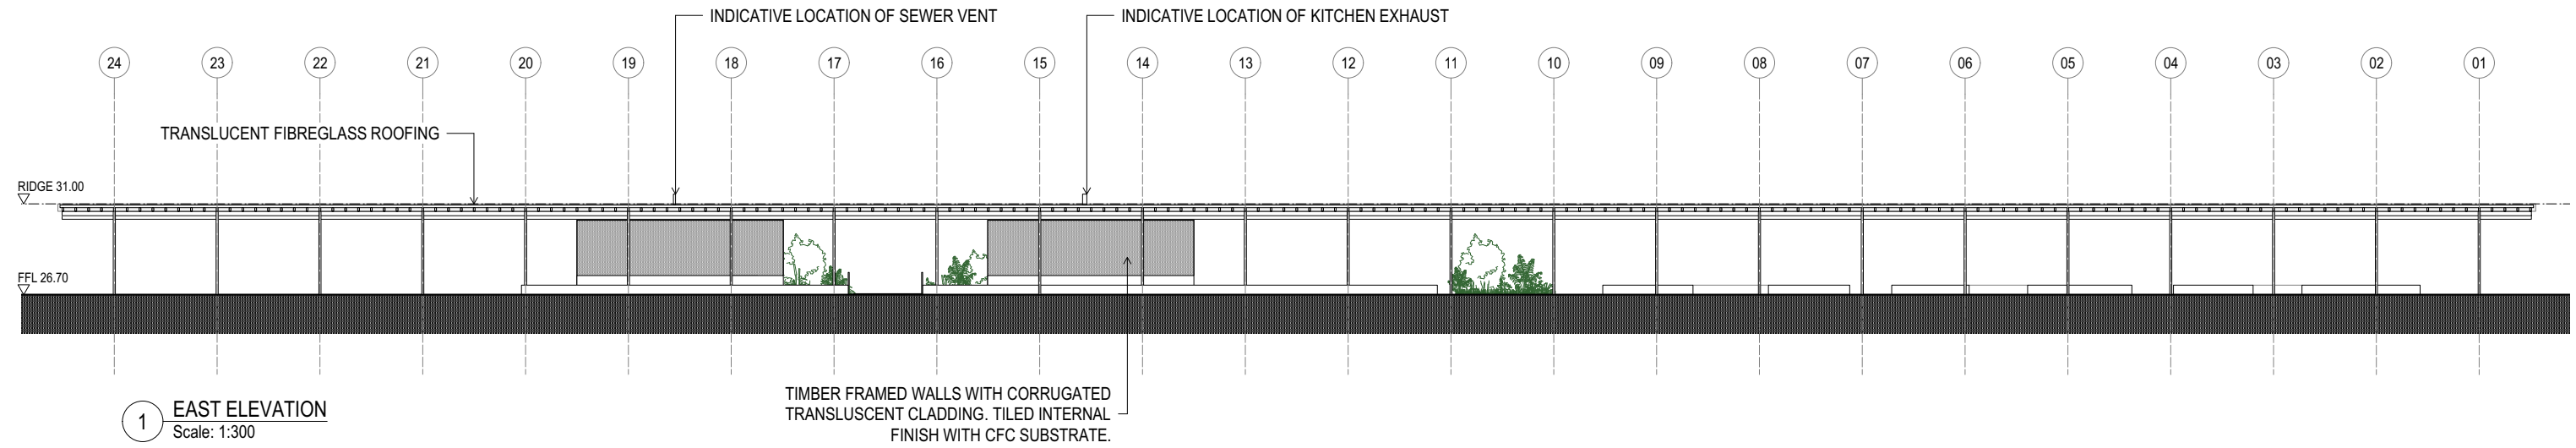 INDICATIVE LOCATION OF SEWER VENT
INDICATIVE LOCATION OF KITCHEN EXHAUST
24 23 22 21 20 19 18 17 16 15 14 13 12 11 10 09 08 07 06 05 04 03 02 01
TRANSLUCENT FIBREGLASS ROOFING
RIDGE 31.00
FFL 26.70
TIMBER FRAMED WALLS WITH CORRUGATED
TRANSLUSCENT CLADDING. TILED INTERNAL
FINISH WITH CFC SUBSTRATE.
1 EAST ELEVATION
Scale: 1:300